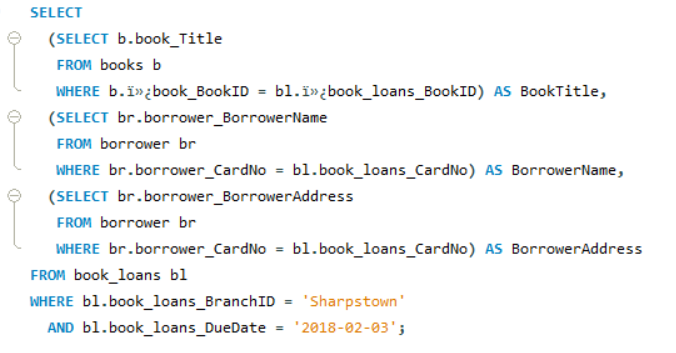 SELECT
(SELECT b.book_Title
FROM books b
WHERE b.ï»¿book_BookID = bl.ï»¿book_loans_BookID) AS BookTitle,
(SELECT br.borrower_BorrowerName
FROM borrower br
WHERE br.borrower_CardNo = bl.book_loans_CardNo) AS BorrowerName,
(SELECT br.borrower_BorrowerAddress
FROM borrower br
WHERE br.borrower_CardNo = bl.book_loans_CardNo) AS BorrowerAddress
FROM book_loans bl
WHERE bl.book_loans_BranchID = 'Sharpstown'
AND bl.book_loans_DueDate = '2018-02-03';